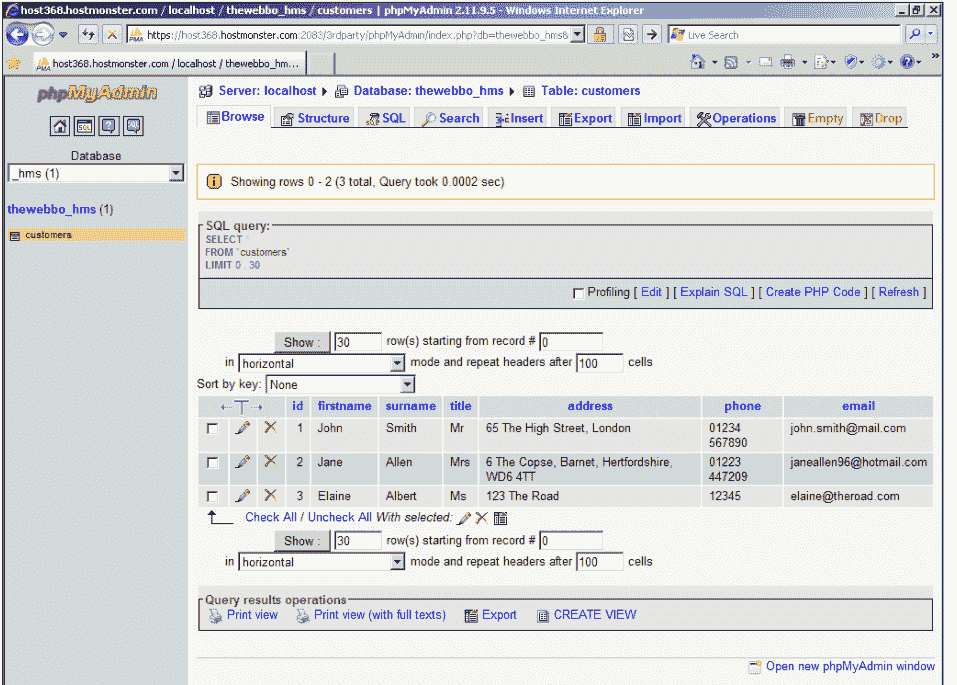 host368.hostmonster.com / localhost / thewebbo_hms / customers | phpMyAdmin 2.11.9.5 - Windows Internet Explorer
https://host368.hostmonster.com:2083/3rdparty/phpMyAdmin/index.php?db=thewebbo_hms&
Live Search
host368.hostmonster.com / localhost / thewebbo_hm...
phpMyAdmin
Database
_hms (1)
thewebbo_hms (1)
customers
Server: localhost Database: thewebbo_hms Table: customers
Browse Structure SQL Search Insert Export Import Operations Empty Drop
Showing rows 0 - 2 (3 total, Query took 0.0002 sec)
SQL query:
SELECT *
FROM `customers`
LIMIT 0 , 30
Profiling [ Edit ] [ Explain SQL ] [ Create PHP Code ] [ Refresh ]
Show : 30 row(s) starting from record # 0
in horizontal mode and repeat headers after 100 cells
Sort by key: None
←T→ id firstname surname title address phone email
1 John Smith Mr 65 The High Street, London 01234 567890 john.smith@mail.com
2 Jane Allen Mrs 6 The Copse, Barnet, Hertfordshire, WD6 4TT 01223 447209 janeallen96@hotmail.com
3 Elaine Albert Ms 123 The Road 12345 elaine@theroad.com
Check All / Uncheck All With selected:
Show : 30 row(s) starting from record # 0
in horizontal mode and repeat headers after 100 cells
Query results operations
Print view Print view (with full texts) Export CREATE VIEW
Open new phpMyAdmin window